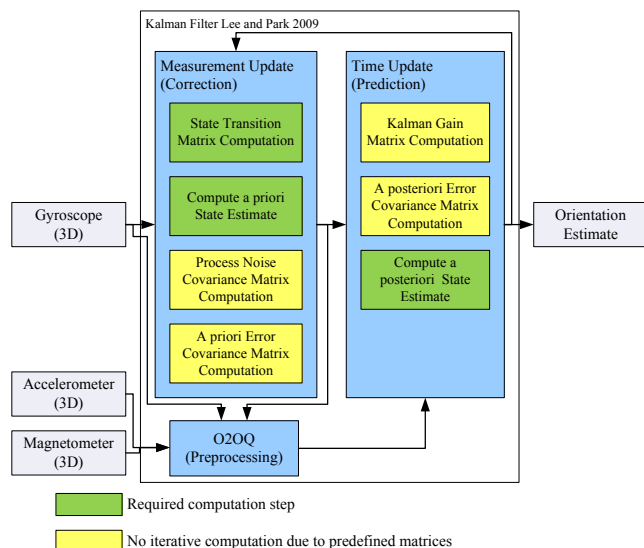 Kalman Filter Lee and Park 2009
Measurement Update
(Correction)
State Transition
Matrix Computation
Compute a priori
State Estimate
Process Noise
Covariance Matrix
Computation
A priori Error
Covariance Matrix
Computation
Time Update
(Prediction)
Kalman Gain
Matrix Computation
A posteriori Error
Covariance Matrix
Computation
Compute a
posteriori State
Estimate
Gyroscope
(3D)
Orientation
Estimate
Accelerometer
(3D)
Magnetometer
(3D)
O2OQ
(Preprocessing)
Required computation step
No iterative computation due to predefined matrices